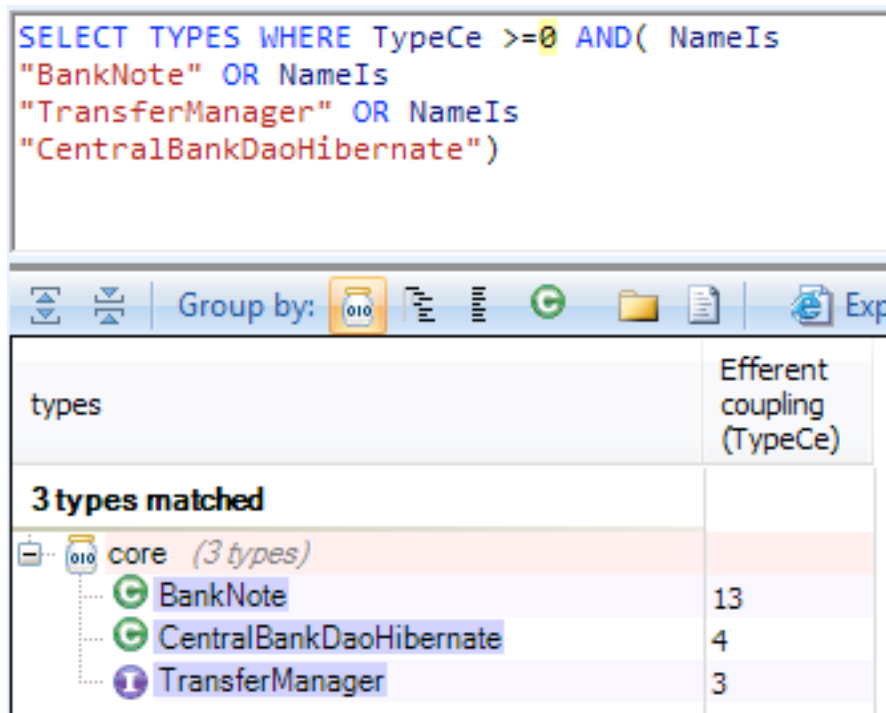 SELECT TYPES WHERE TypeCe >=0 AND( NameIs
"BankNote" OR NameIs
"TransferManager" OR NameIs
"CentralBankDaoHibernate")
Group by: Exp
types Efferent coupling (TypeCe)
3 types matched
core (3 types)
BankNote 13
CentralBankDaoHibernate 4
TransferManager 3